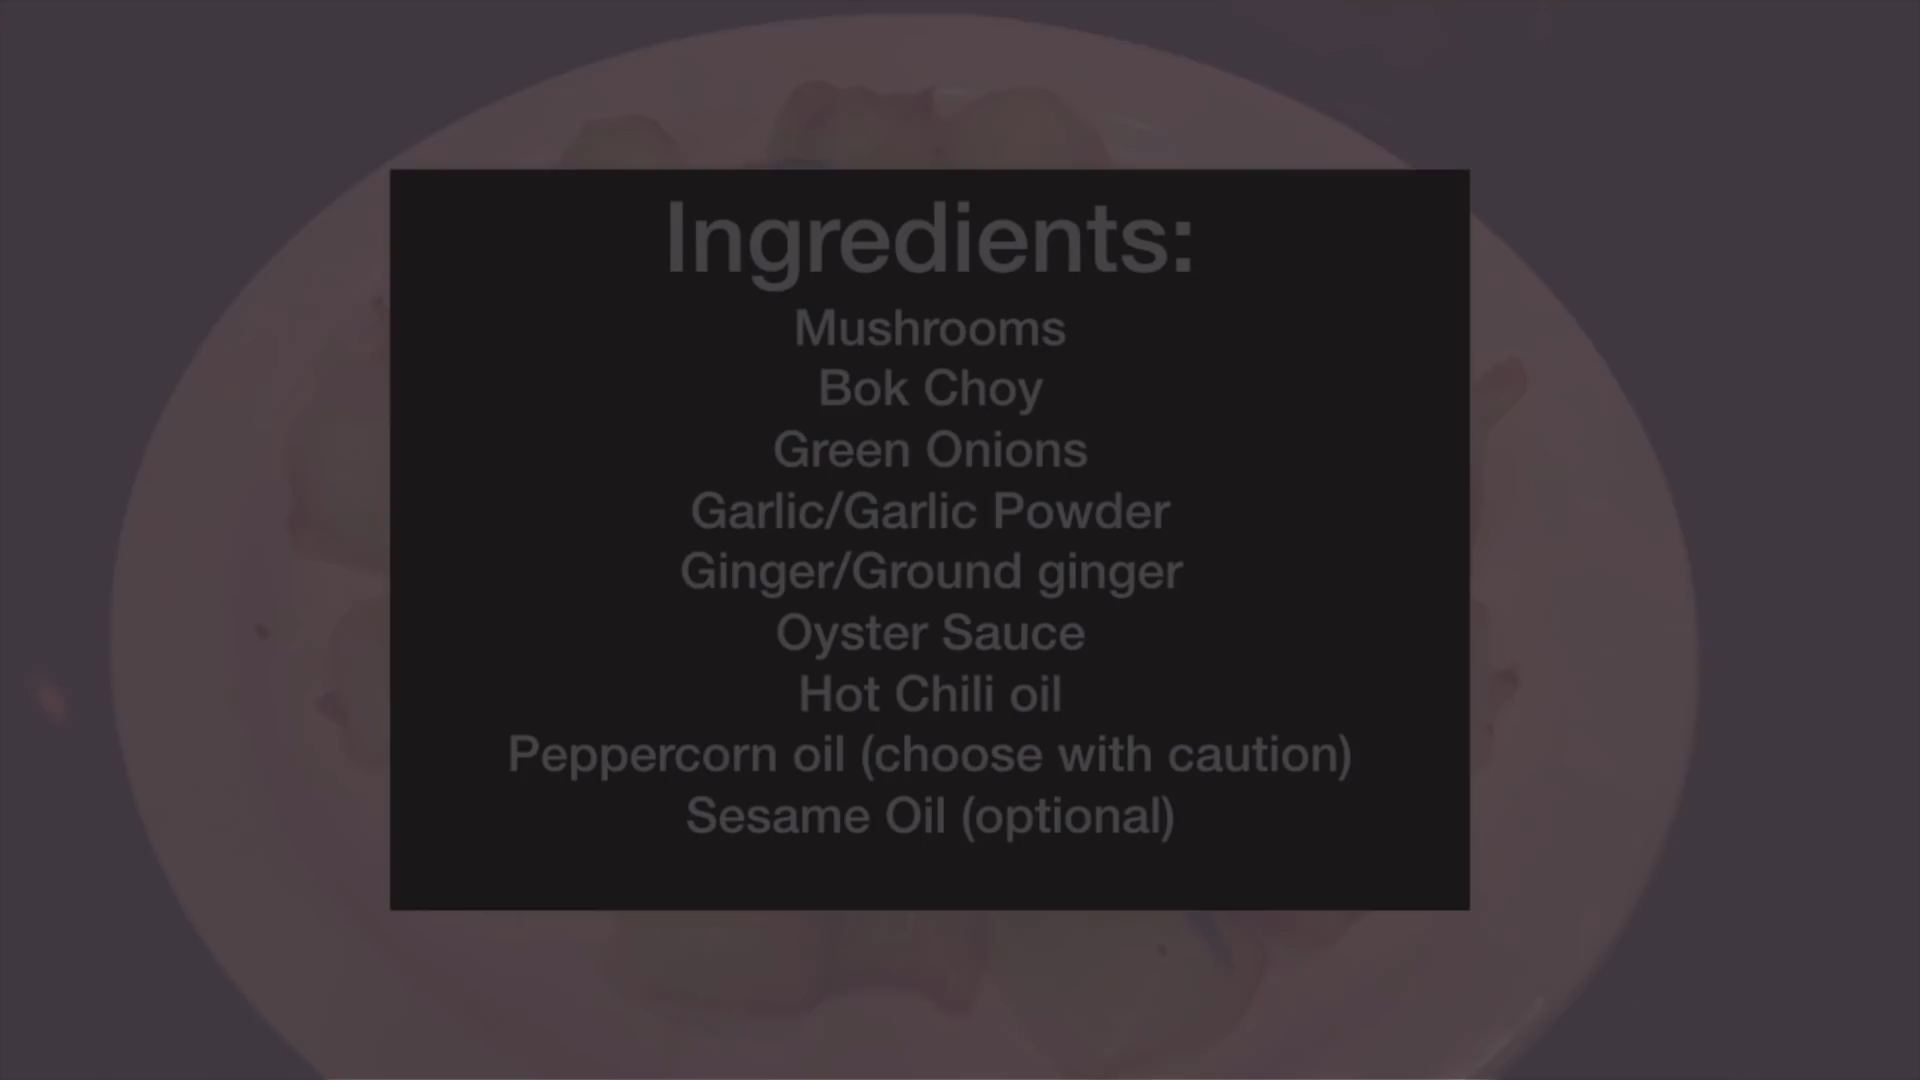 Ingredients:
Mushrooms
Bok Choy
Green Onions
Garlic/Garlic Powder
Ginger/Ground ginger
Oyster Sauce
Hot Chili oil
Peppercorn oil (choose with caution)
Sesame Oil (optional)